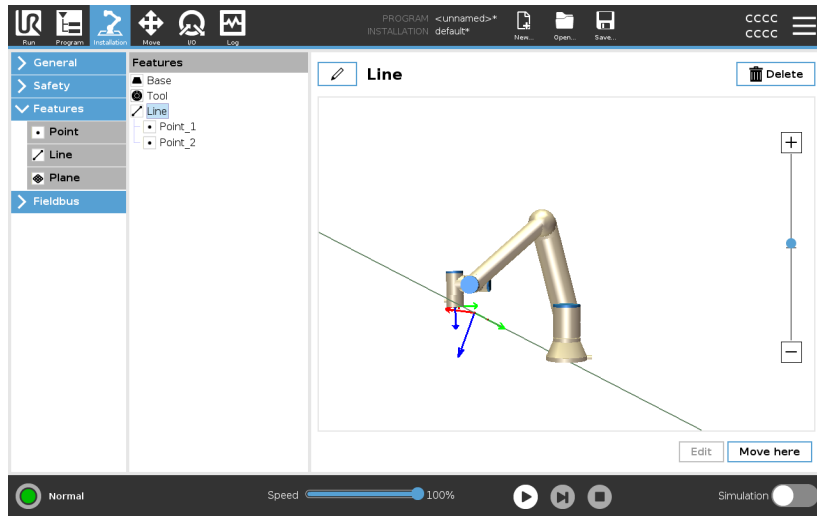 UR
PROGRAM <unnamed>*
INSTALLATION default*
CCCC
CCCC
Run Program Installation Move I/O Log
New... Open... Save...
General
Safety
Features
Point
Line
Plane
Fieldbus
Features
Base
Tool
Line
Point_1
Point_2
Line
Delete
Edit
Move here
Normal
Speed
100%
Simulation